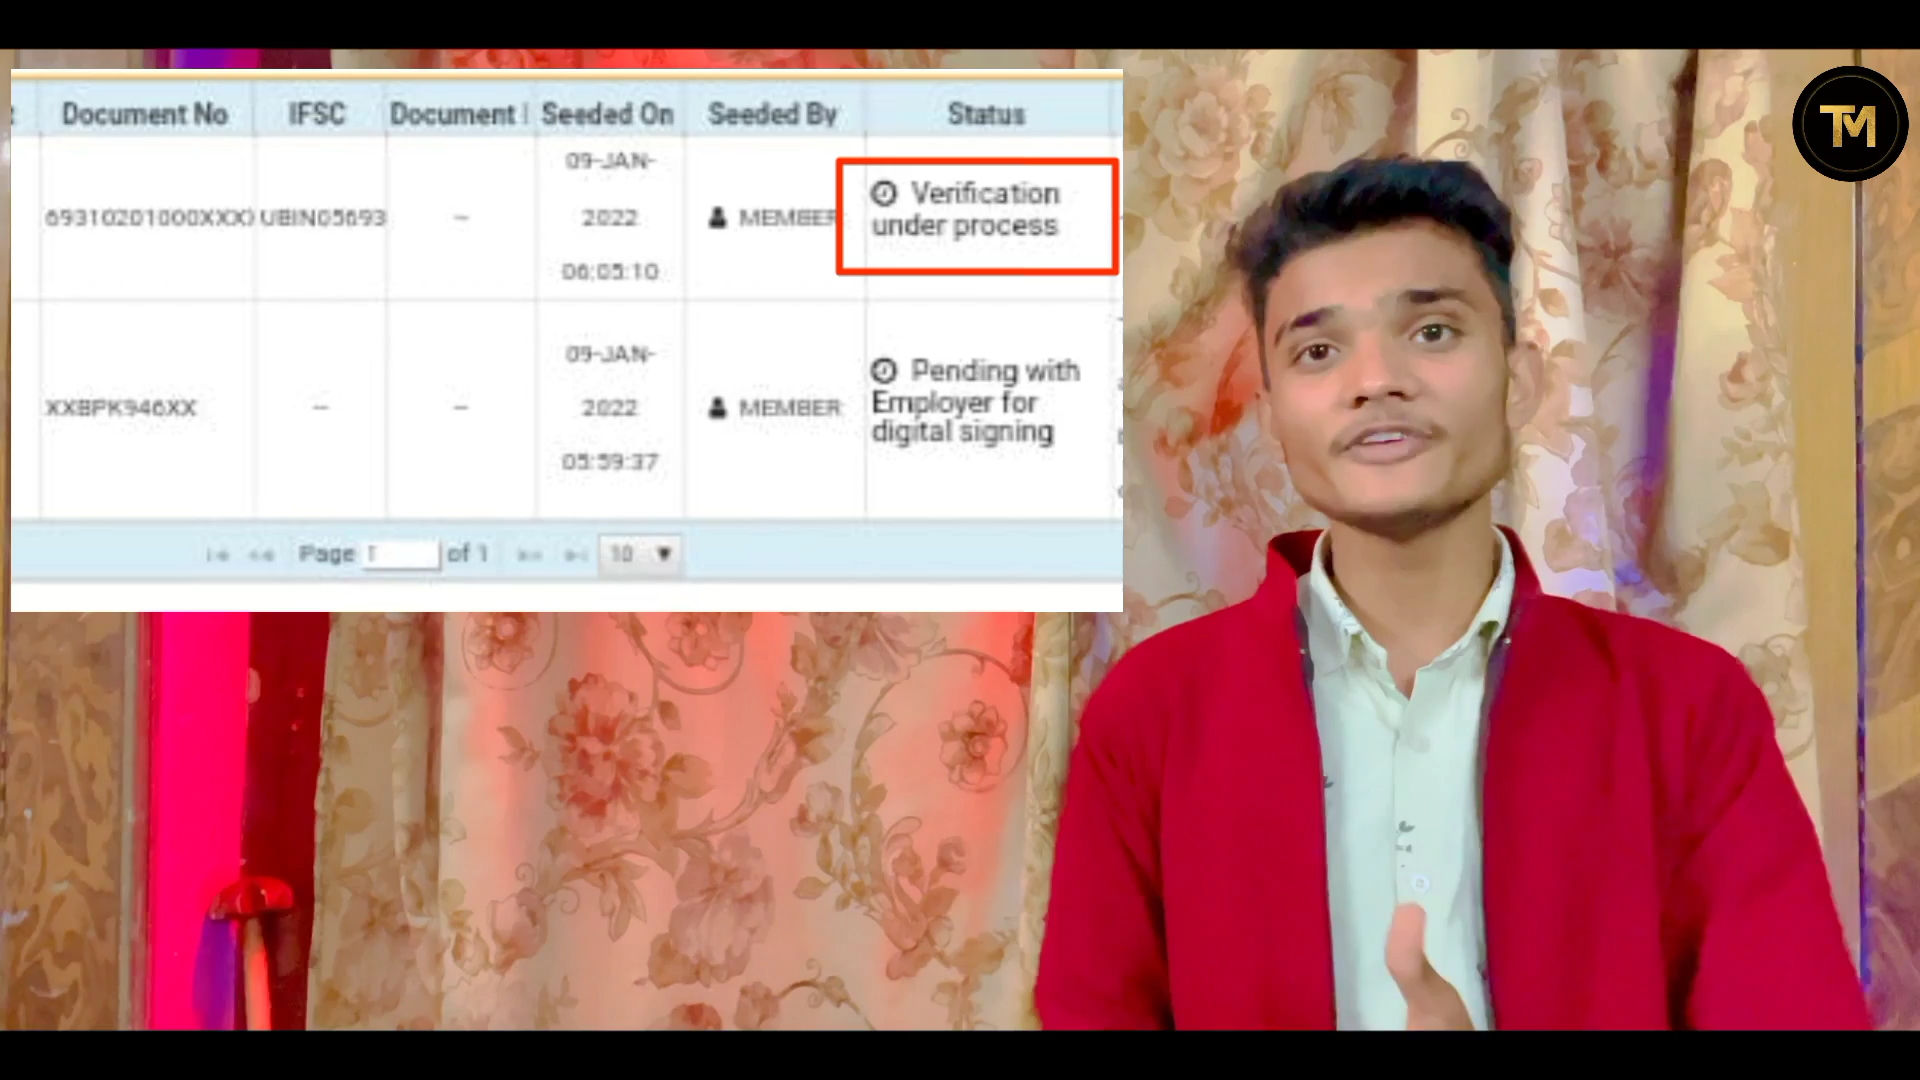 Document No IFSC Document Seeded On Seeded By Status
09-JAN-
2022
06:05:10
69310201000XXX UBIN05693 -- MEMBER
Verification
under process
09-JAN-
2022
05:59:37
XXBPK946XX -- -- MEMBER
Pending with
Employer for
digital signing
Page 1 of 1 10
TM